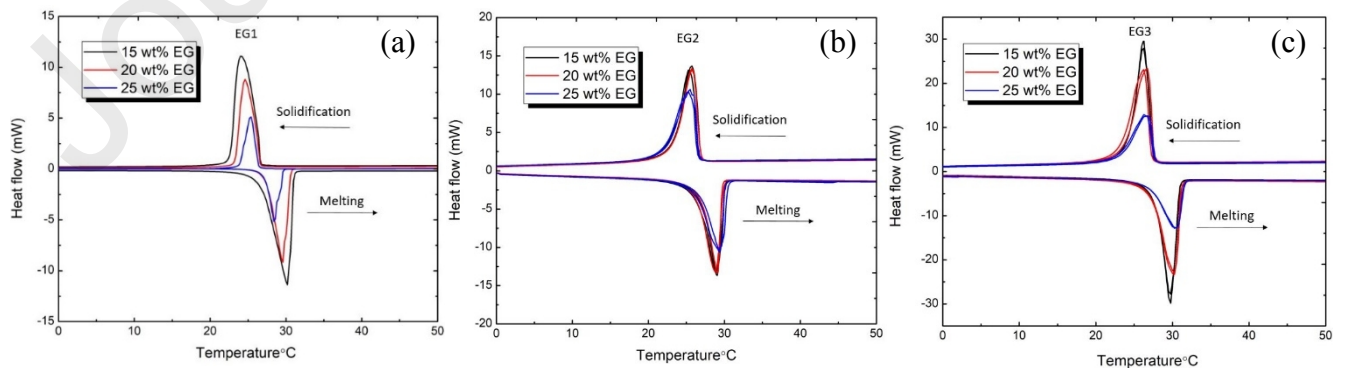 Jo
(a)
EG1
15 wt% EG
20 wt% EG
25 wt% EG
Solidification
Melting
Heat flow (mW)
15
10
5
0
-5
-10
-15
0 10 20 30 40 50
Temperature°C
(b)
EG2
15 wt% EG
20 wt% EG
25 wt% EG
Solidification
Melting
Heat flow (mW)
20
15
10
5
0
-5
-10
-15
-20
0 10 20 30 40 50
Temperature°C
(c)
EG3
15 wt% EG
20 wt% EG
25 wt% EG
Solidification
Melting
Heat flow (mW)
30
20
10
0
-10
-20
-30
0 10 20 30 40 50
Temperature°C